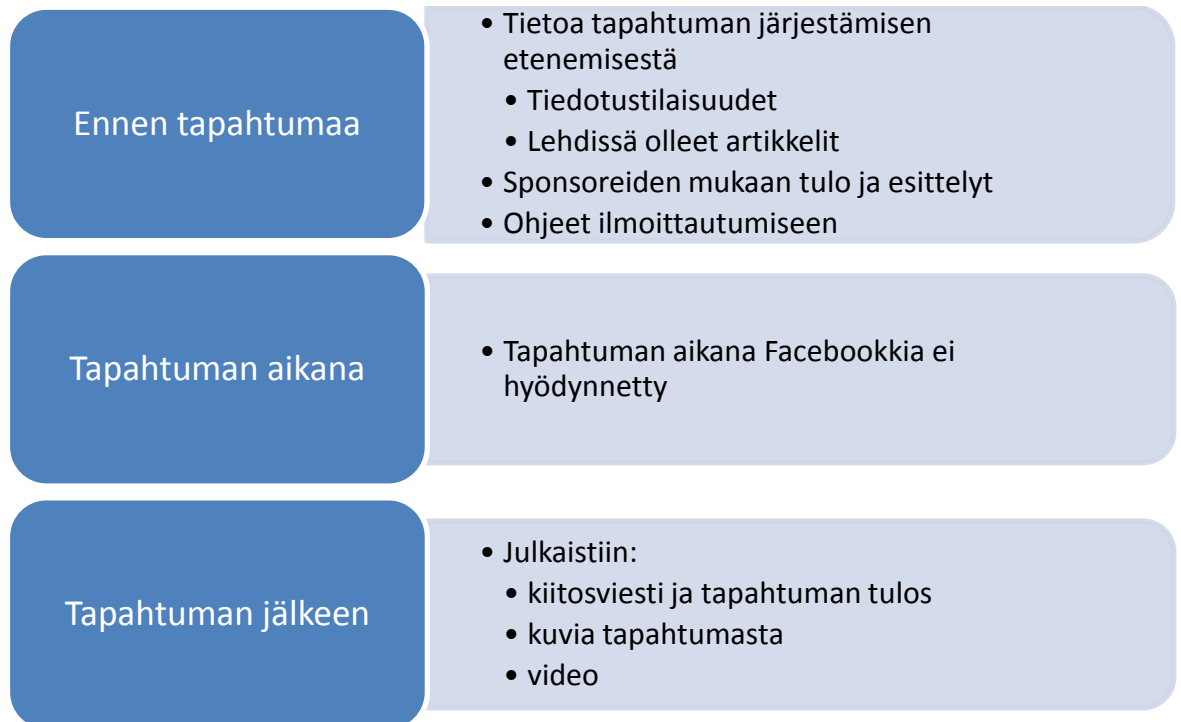 Ennen tapahtumaa
• Tietoa tapahtuman järjestämisen
etenemisestä
• Tiedotustilaisuudet
• Lehdissä olleet artikkelit
• Sponsoreiden mukaan tulo ja esittelyt
• Ohjeet ilmoittautumiseen
Tapahtuman aikana
• Tapahtuman aikana Facebookkia ei
hyödynnetty
Tapahtuman jälkeen
• Julkaistiin:
• kiitosviesti ja tapahtuman tulos
• kuvia tapahtumasta
• video